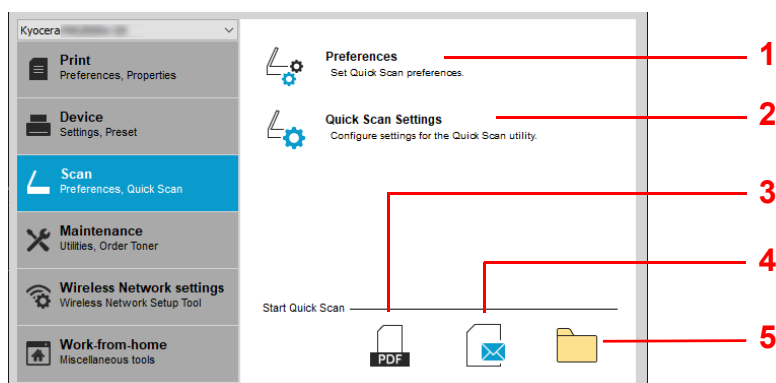 Kyocera
Print
Preferences, Properties
Device
Settings, Preset
Scan
Preferences, Quick Scan
Maintenance
Utilities, Order Toner
Wireless Network settings
Wireless Network Setup Tool
Work-from-home
Miscellaneous tools
Preferences
Set Quick Scan preferences.
1
Quick Scan Settings
Configure settings for the Quick Scan utility.
2
3
4
Start Quick Scan
PDF
5